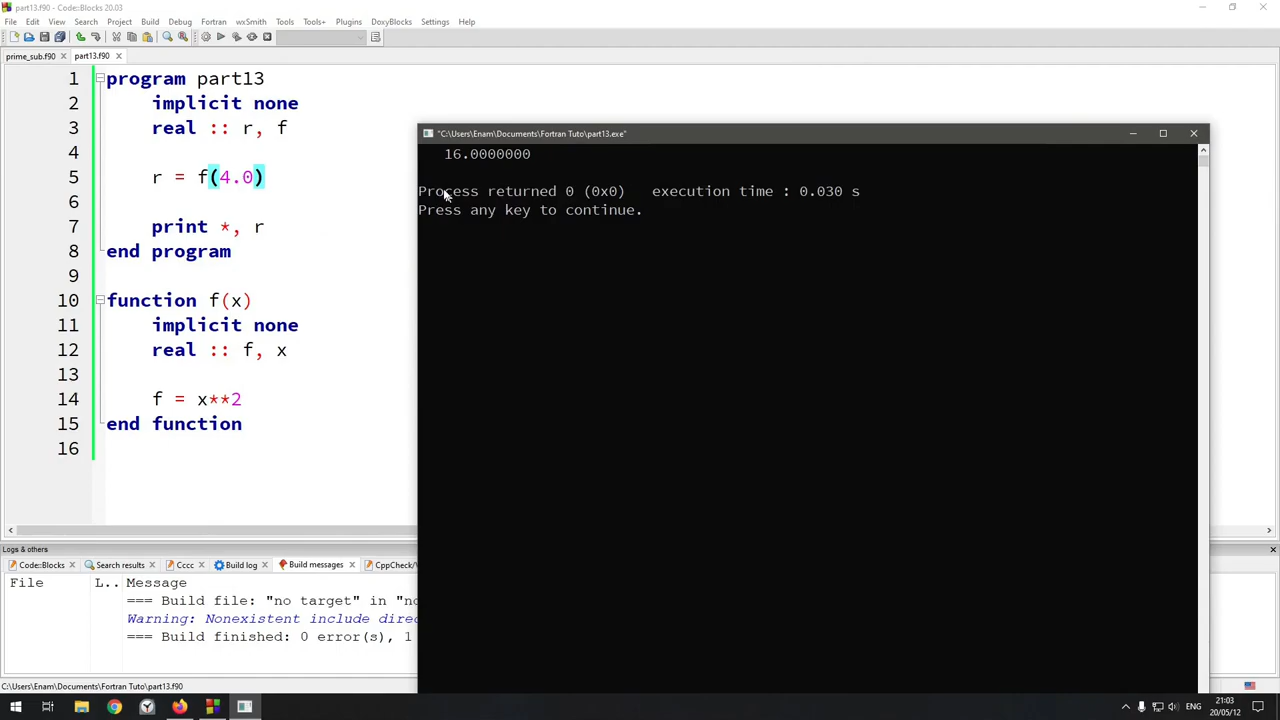 part13.f90 - Code::Blocks 20.03
File Edit View Search Project Build Debug Fortran wxSmith Tools Tools+ Plugins DoxyBlocks Settings Help
prime_sub.f90 part13.f90
1 program part13
2 implicit none
3 real :: r, f
4
5 r = f(4.0)
6
7 print *, r
8 end program
9
10 function f(x)
11 implicit none
12 real :: f, x
13
14 f = x**2
15 end function
16
"C:\Users\Enam\Documents\Fortran Tuto\part13.exe"
16.0000000
Process returned 0 (0x0) execution time : 0.030 s
Press any key to continue.
Logs & others
Code::Blocks Search results Cccc Build log Build messages CppCheck/
File L.. Message
=== Build file: "no target" in "no
Warning: Nonexistent include direc
=== Build finished: 0 error(s), 1
C:\Users\Enam\Documents\Fortran Tuto\part13.f90
ENG
21:03
20/05/12